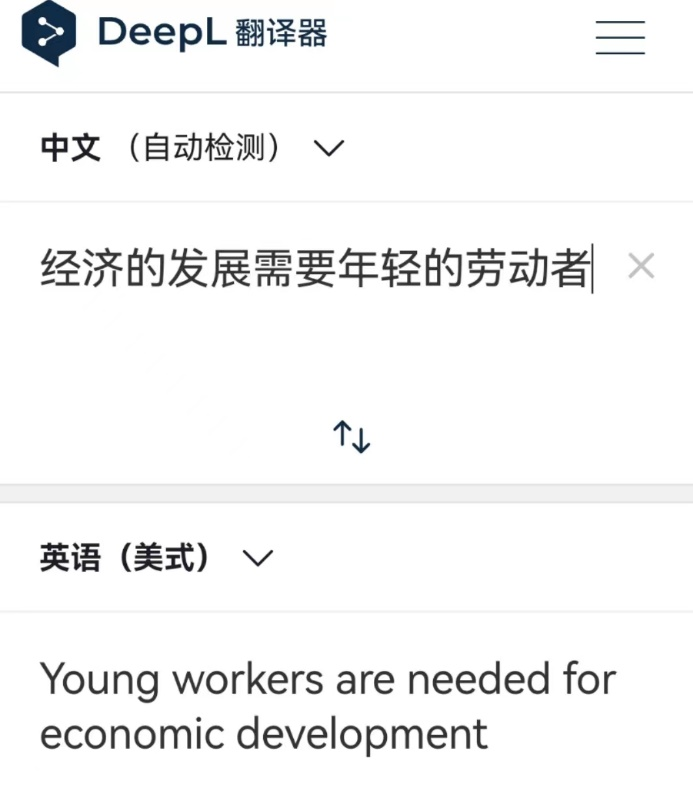 DeepL 翻译器
中文 （自动检测）
经济的发展需要年轻的劳动者
英语（美式）
Young workers are needed for
economic development